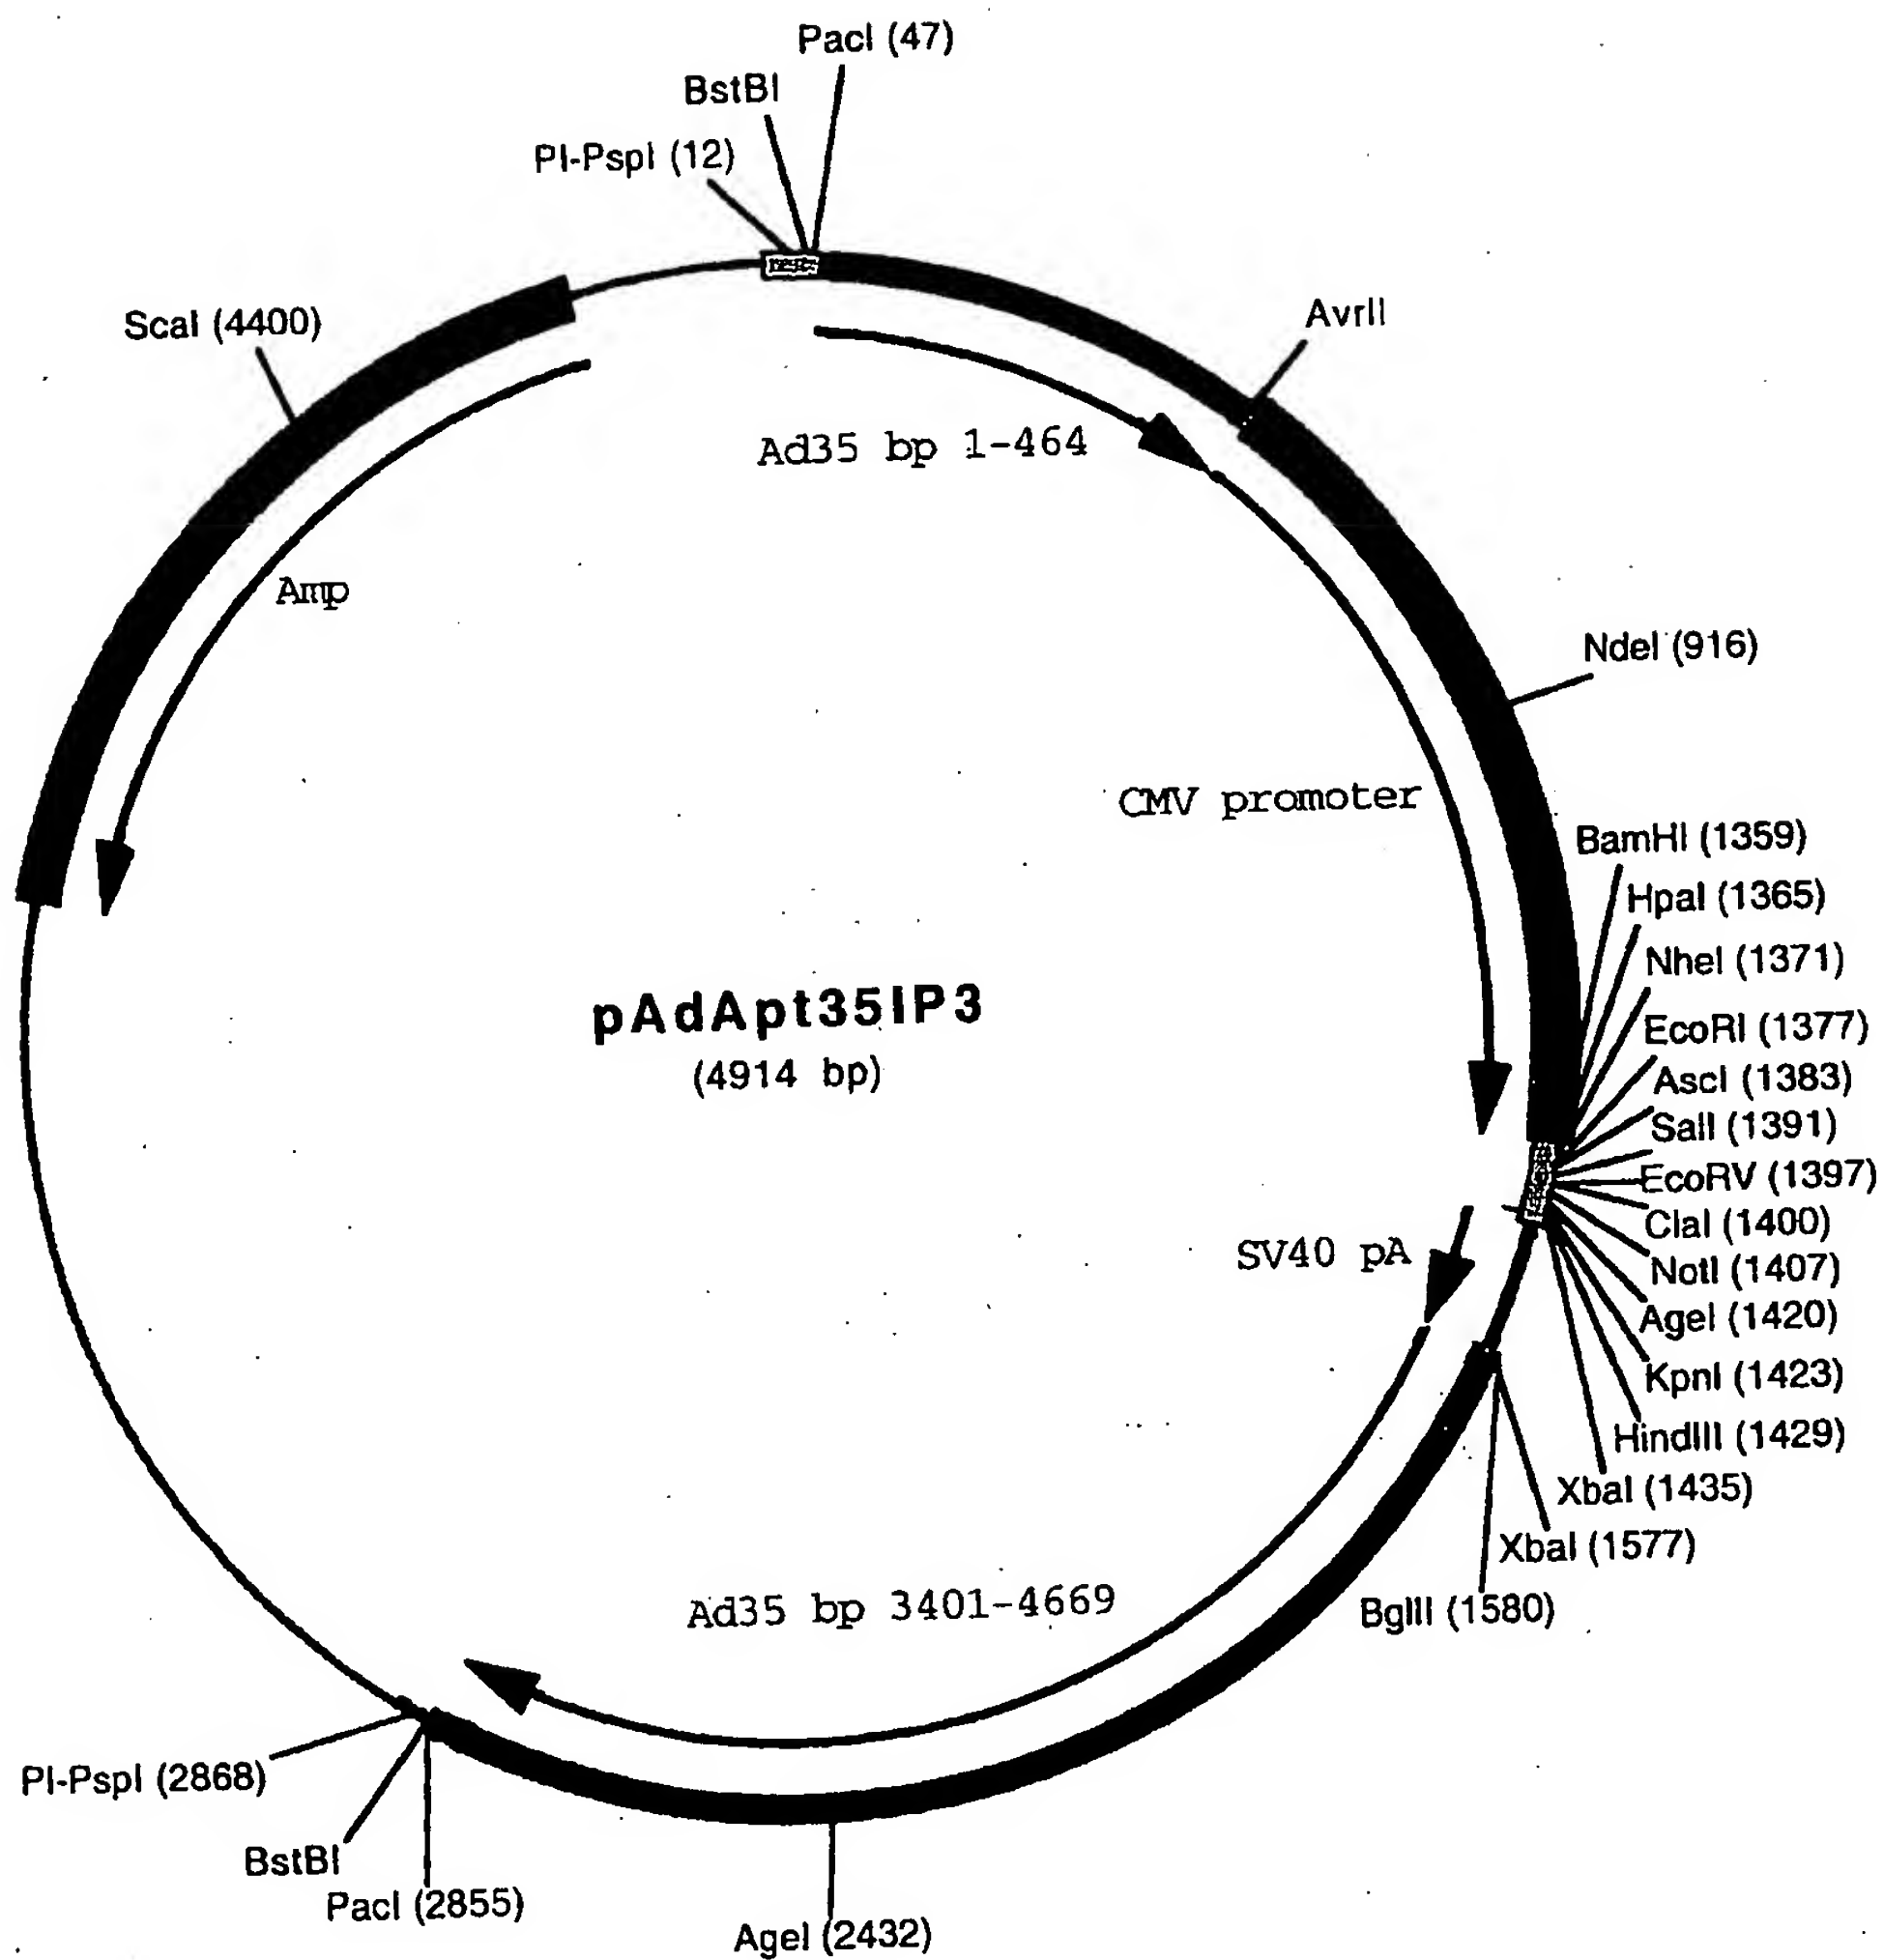 PacI (47)
BstBI
PI-PspI (12)
AvrII
ScaI (4400)
Ad35 bp 1-464
Amp
NdeI (916)
CMV promoter
BamHI (1359)
HpaI (1365)
NheI (1371)
pAdApt35IP3
(4914 bp)
EcoRI (1377)
AscI (1383)
SalI (1391)
EcoRV (1397)
ClaI (1400)
SV40 pA
NotI (1407)
AgeI (1420)
KpnI (1423)
HindIII (1429)
XbaI (1435)
XbaI (1577)
Ad35 bp 3401-4669
BglII (1580)
PI-PspI (2868)
BstBI
PacI (2855)
AgeI (2432)